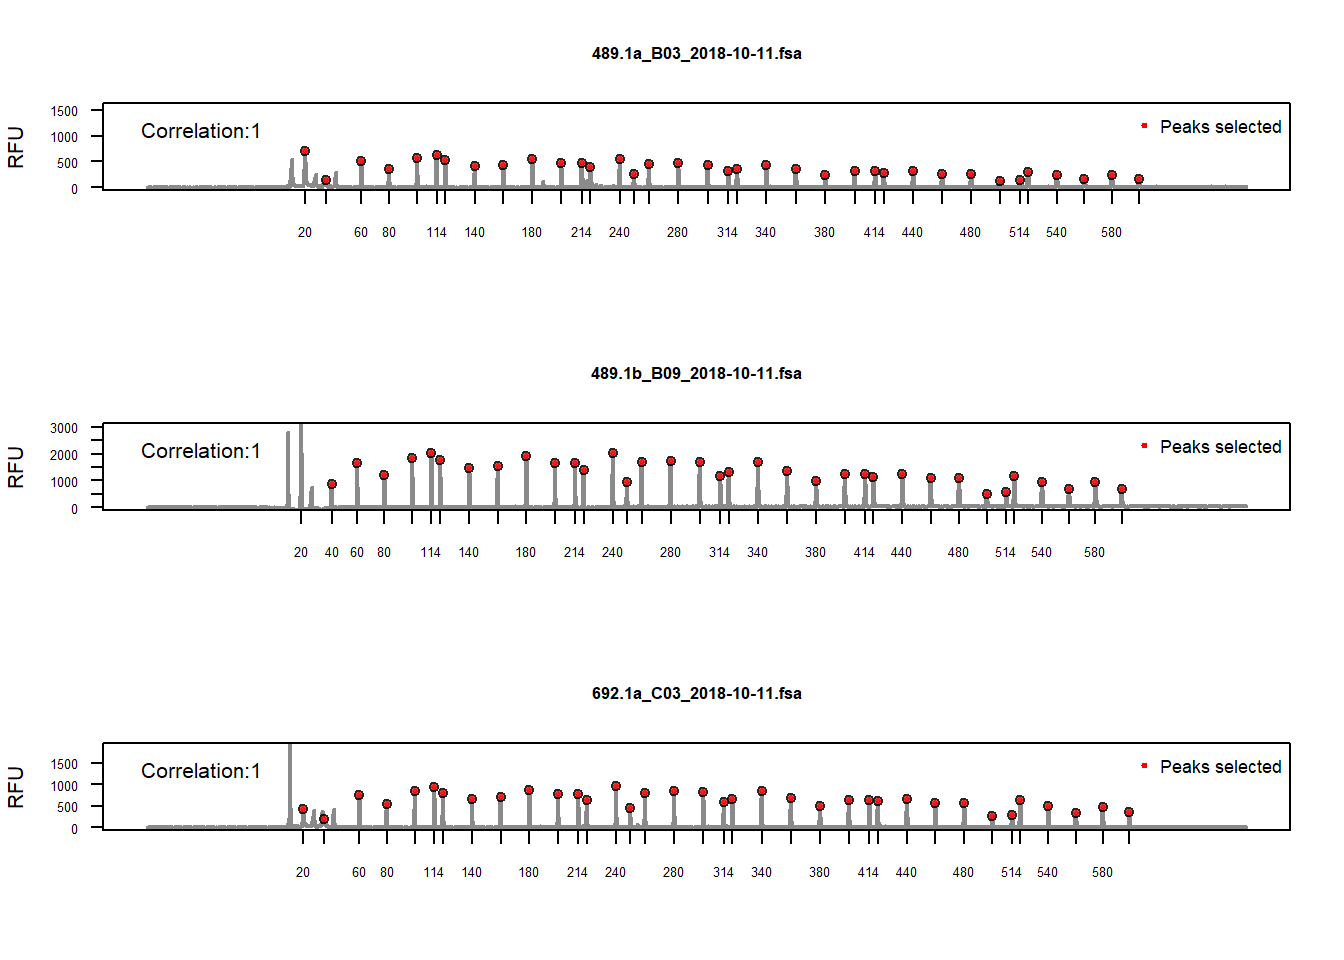 489.1a_B03_2018-10-11.fsa
RFU
1500
1000
500
0
Correlation:1
Peaks selected
20 60 80 114 140 180 214 240 280 314 340 380 414 440 480 514 540 580
489.1b_B09_2018-10-11.fsa
RFU
3000
2000
1000
0
Correlation:1
Peaks selected
20 40 60 80 114 140 180 214 240 280 314 340 380 414 440 480 514 540 580
692.1a_C03_2018-10-11.fsa
RFU
1500
1000
500
0
Correlation:1
Peaks selected
20 60 80 114 140 180 214 240 280 314 340 380 414 440 480 514 540 580